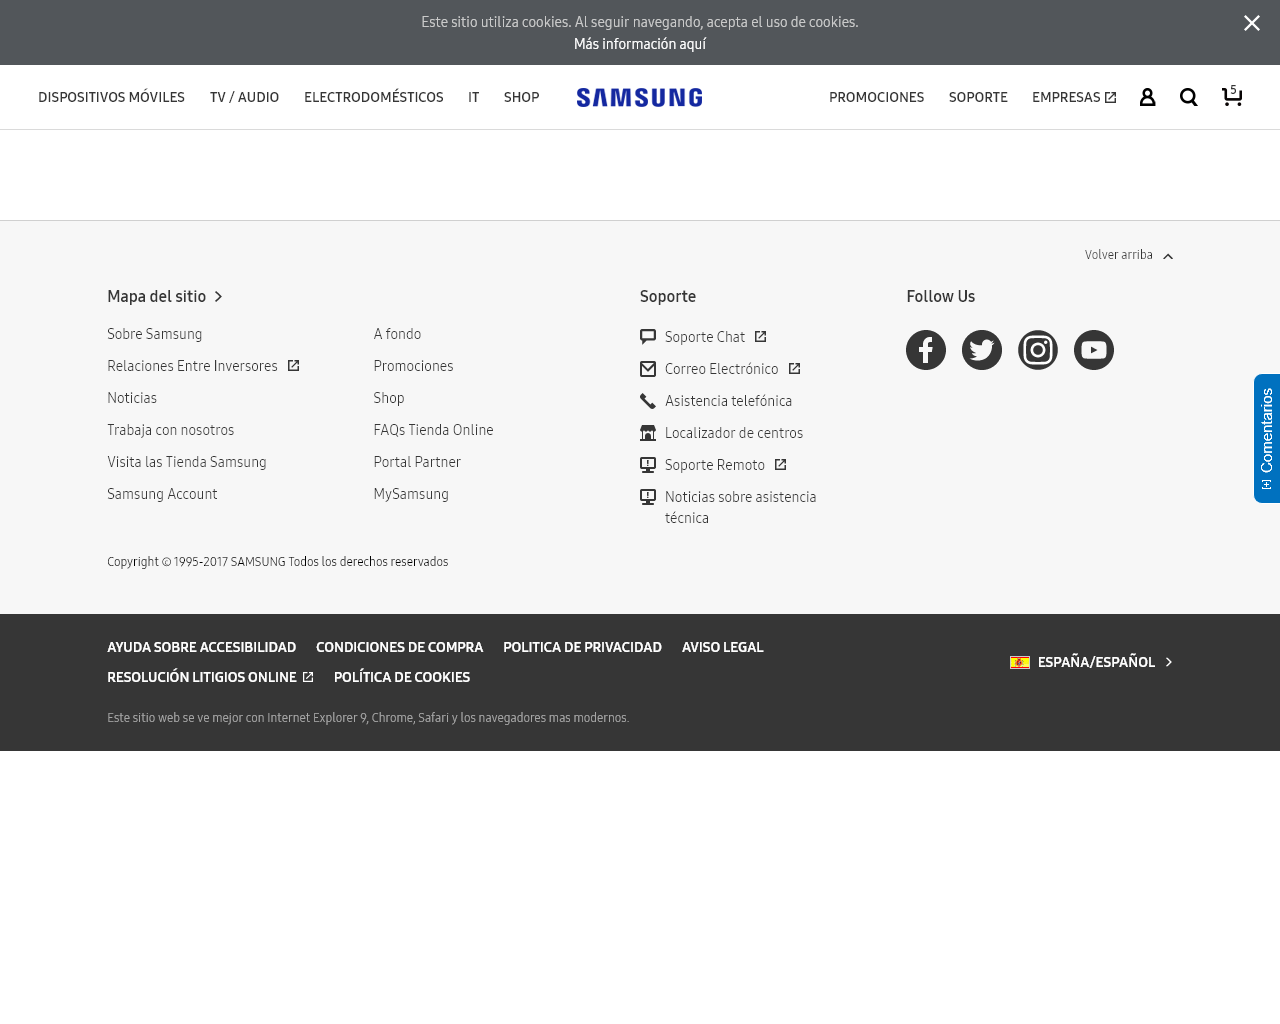 Este sitio utiliza cookies. Al seguir navegando, acepta el uso de cookies.
Más información aquí
DISPOSITIVOS MÓVILES TV / AUDIO ELECTRODOMÉSTICOS IT SHOP SAMSUNG PROMOCIONES SOPORTE EMPRESAS 5
Volver arriba
Mapa del sitio
Sobre Samsung
Relaciones Entre Inversores
Noticias
Trabaja con nosotros
Visita las Tienda Samsung
Samsung Account
A fondo
Promociones
Shop
FAQs Tienda Online
Portal Partner
MySamsung
Soporte
Soporte Chat
Correo Electrónico
Asistencia telefónica
Localizador de centros
Soporte Remoto
Noticias sobre asistencia
técnica
Follow Us
Comentarios
Copyright © 1995-2017 SAMSUNG Todos los derechos reservados
AYUDA SOBRE ACCESIBILIDAD CONDICIONES DE COMPRA POLITICA DE PRIVACIDAD AVISO LEGAL
RESOLUCIÓN LITIGIOS ONLINE POLÍTICA DE COOKIES
ESPAÑA/ESPAÑOL
Este sitio web se ve mejor con Internet Explorer 9, Chrome, Safari y los navegadores mas modernos.